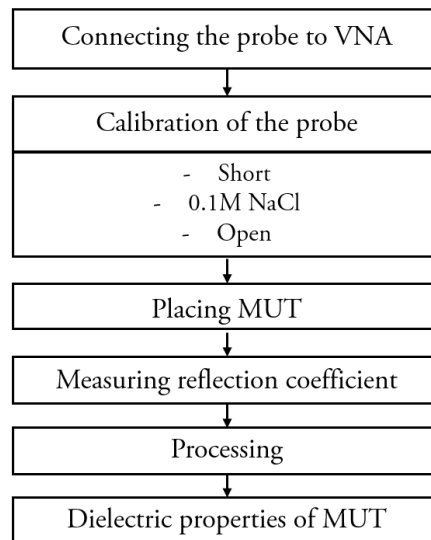 Connecting the probe to VNA
Calibration of the probe
- Short
- 0.1M NaCl
- Open
Placing MUT
Measuring reflection coefficient
Processing
Dielectric properties of MUT